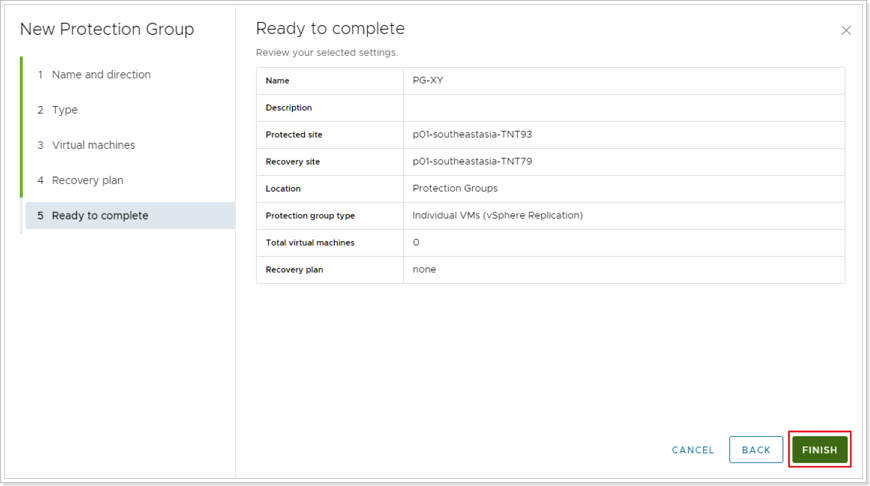 New Protection Group
1 Name and direction
2 Type
3 Virtual machines
4 Recovery plan
5 Ready to complete
Ready to complete
Review your selected settings.
Name PG-XY
Description
Protected site p01-southeastasia-TNT93
Recovery site p01-southeastasia-TNT79
Location Protection Groups
Protection group type Individual VMs (vSphere Replication)
Total virtual machines 0
Recovery plan none
CANCEL BACK FINISH